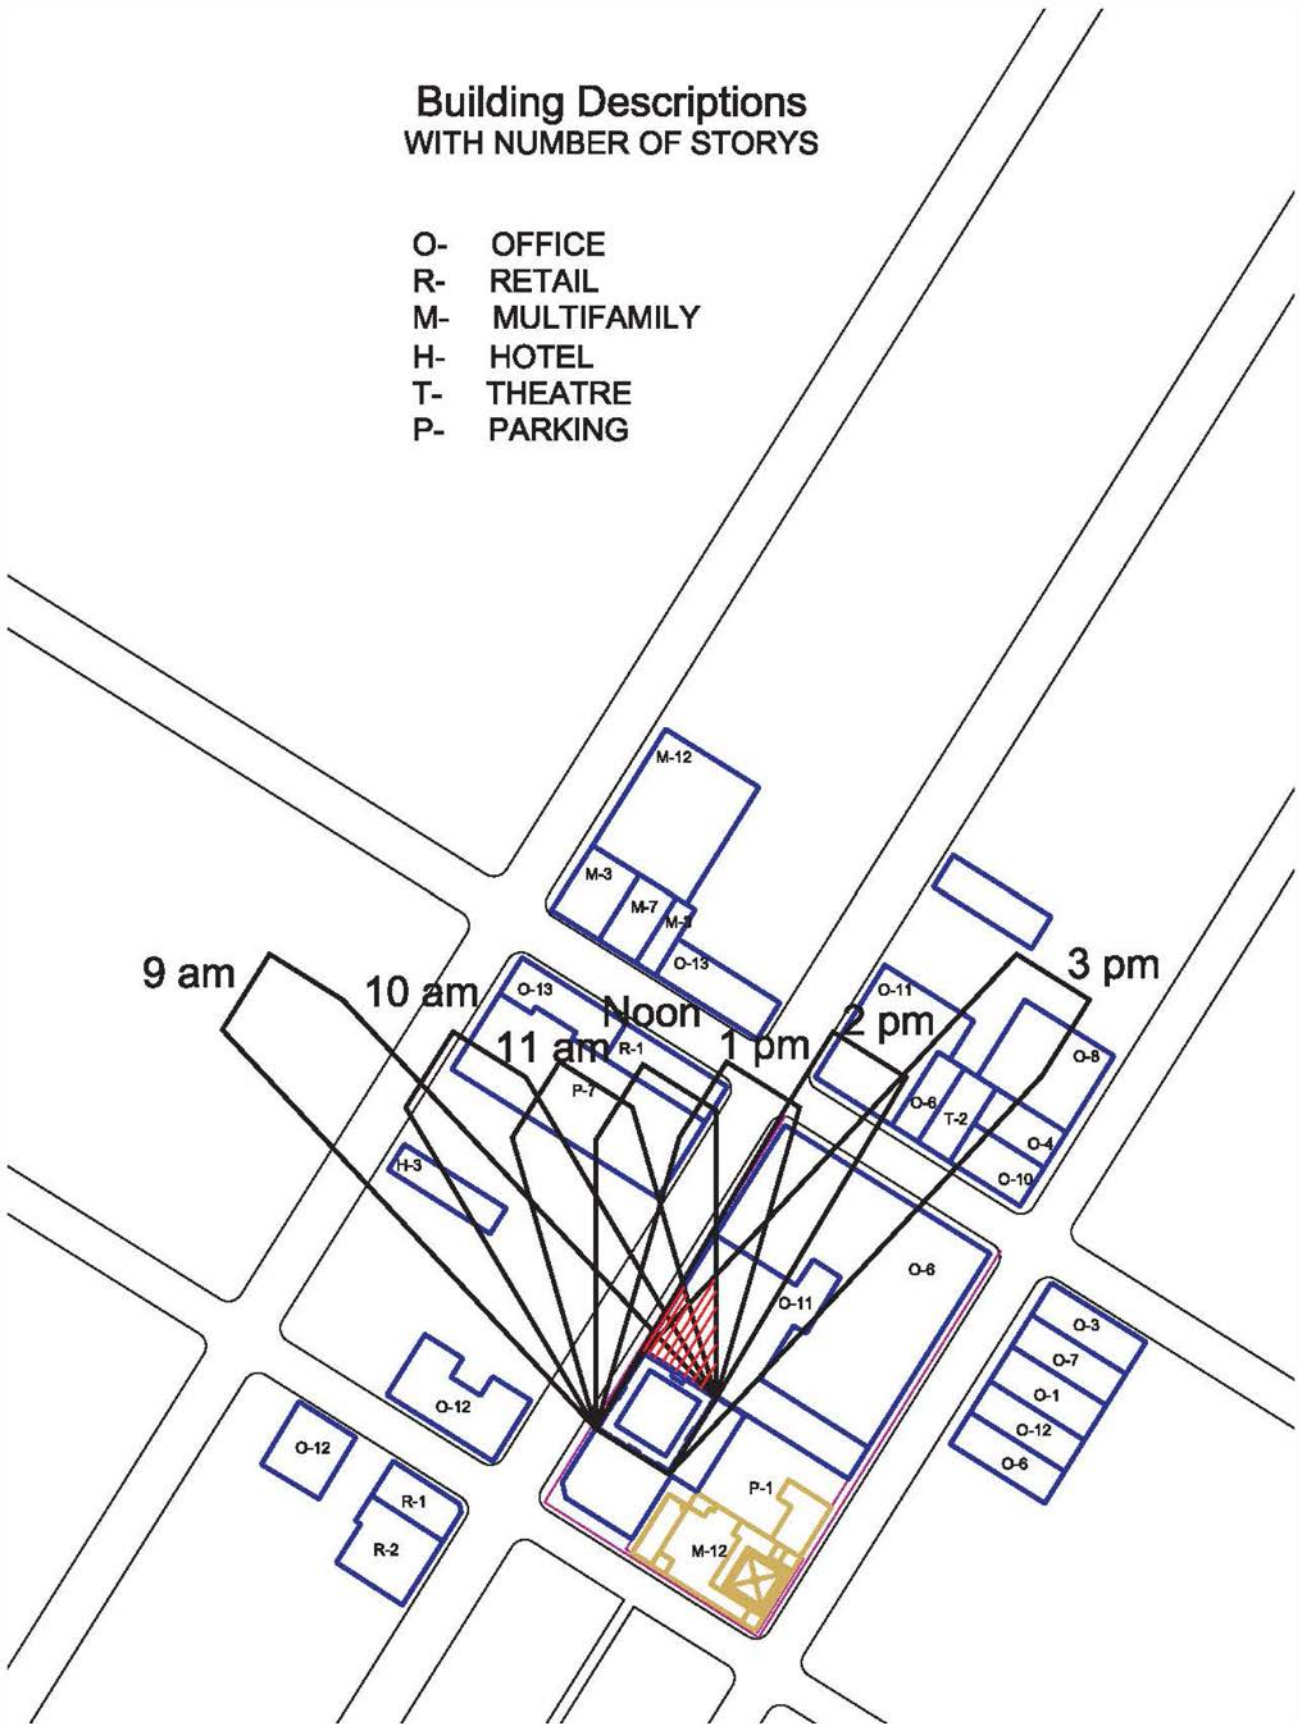 Building Descriptions
WITH NUMBER OF STORYS
O- OFFICE
R- RETAIL
M- MULTIFAMILY
H- HOTEL
T- THEATRE
P- PARKING
M-12
M-3
M-7
M-3
O-13
9 am
10 am
O-13
Noon
11 am
R-1
1 pm
2 pm
3 pm
O-11
O-8
P-7
O-6
T-2
O-4
O-10
H-3
O-6
O-11
O-3
O-7
O-1
O-12
O-6
O-12
O-12
R-1
R-2
P-1
M-12